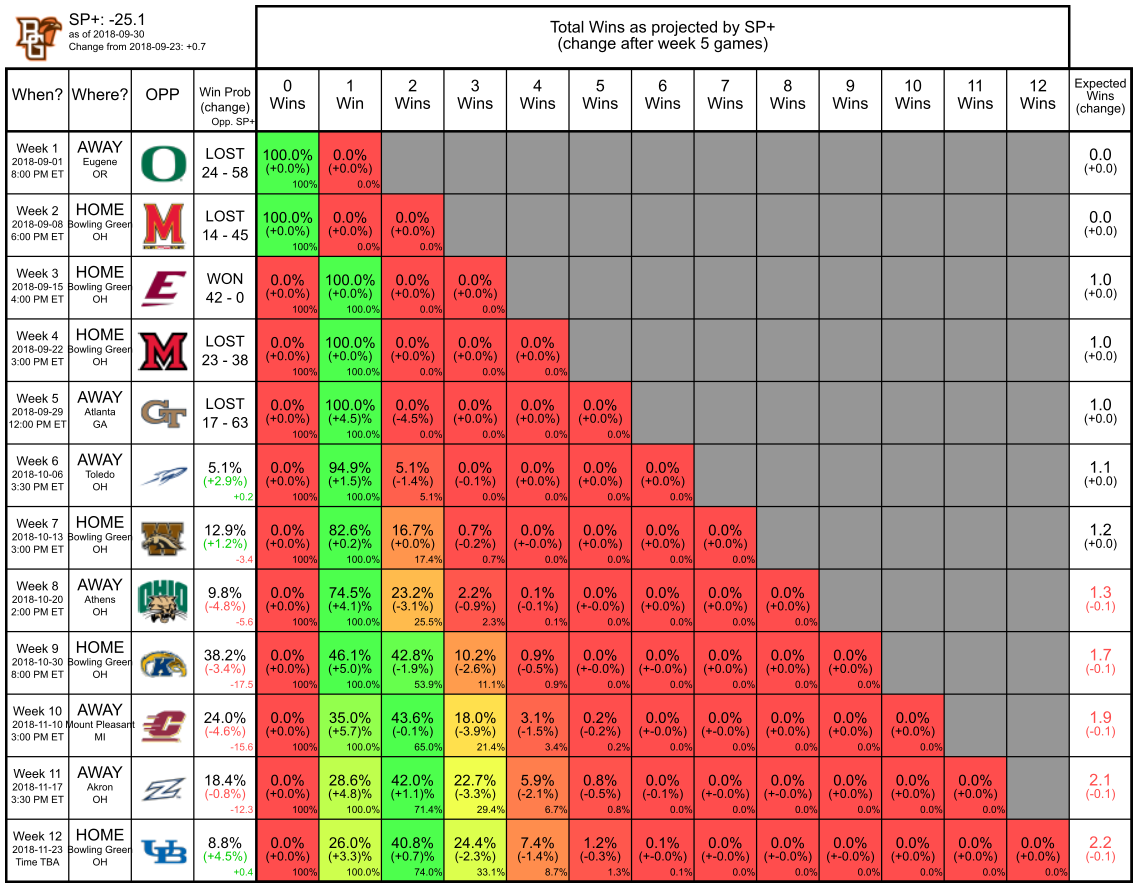 SP+: -25.1
as of 2018-09-30
Change from 2018-09-23: +0.7
Total Wins as projected by SP+
(change after week 5 games)
When? Where? OPP Win Prob (change) Opp. SP+ 0 Wins 1 Win 2 Wins 3 Wins 4 Wins 5 Wins 6 Wins 7 Wins 8 Wins 9 Wins 10 Wins 11 Wins 12 Wins Expected Wins (change)
Week 1 AWAY LOST 100.0% 0.0% 0.0
2018-09-01 Eugene 24 - 58 (+0.0%) (+0.0%) (+0.0)
8:00 PM ET OR 100% 0.0%
Week 2 HOME LOST 100.0% 0.0% 0.0% 0.0
2018-09-08 Bowling Green 14 - 45 (+0.0%) (+0.0%) (+0.0%) (+0.0)
6:00 PM ET OH 100% 0.0% 0.0%
Week 3 HOME WON 0.0% 100.0% 0.0% 0.0% 1.0
2018-09-15 Bowling Green 42 - 0 (+0.0%) (+0.0%) (+0.0%) (+0.0%) (+0.0)
4:00 PM ET OH 100% 100.0% 0.0% 0.0%
Week 4 HOME LOST 0.0% 100.0% 0.0% 0.0% 0.0% 1.0
2018-09-22 Bowling Green 23 - 38 (+0.0%) (+0.0%) (+0.0%) (+0.0%) (+0.0%) (+0.0)
3:00 PM ET OH 100% 100.0% 0.0% 0.0% 0.0%
Week 5 AWAY LOST 0.0% 100.0% 0.0% 0.0% 0.0% 0.0% 1.0
2018-09-29 Atlanta 17 - 63 (+0.0%) (+4.5)% (-4.5%) (+0.0%) (+0.0%) (+0.0%) (+0.0)
12:00 PM ET GA 100% 100.0% 0.0% 0.0% 0.0% 0.0%
Week 6 AWAY 5.1% 0.0% 94.9% 5.1% 0.0% 0.0% 0.0% 0.0% 1.1
2018-10-06 Toledo (+2.9%) (+0.0%) (+1.5)% (-1.4%) (-0.1%) (+0.0%) (+0.0%) (+0.0%) (+0.0)
3:30 PM ET OH +0.2 100% 100.0% 5.1% 0.0% 0.0% 0.0% 0.0%
Week 7 HOME 12.9% 0.0% 82.6% 16.7% 0.7% 0.0% 0.0% 0.0% 0.0% 1.2
2018-10-13 Bowling Green (+1.2%) (+0.0%) (+0.2)% (+0.0%) (-0.2%) (+-0.0%) (+0.0%) (+0.0%) (+0.0%) (+0.0)
3:00 PM ET OH -3.4 100% 100.0% 17.4% 0.7% 0.0% 0.0% 0.0% 0.0%
Week 8 AWAY 9.8% 0.0% 74.5% 23.2% 2.2% 0.1% 0.0% 0.0% 0.0% 0.0% 1.3
2018-10-20 Athens (-4.8%) (+0.0%) (+4.1)% (-3.1%) (-0.9%) (-0.1%) (+-0.0%) (+0.0%) (+0.0%) (+0.0%) (-0.1)
2:00 PM ET OH -5.6 100% 100.0% 25.5% 2.3% 0.1% 0.0% 0.0% 0.0% 0.0%
Week 9 HOME 38.2% 0.0% 46.1% 42.8% 10.2% 0.9% 0.0% 0.0% 0.0% 0.0% 0.0% 1.7
2018-10-30 Bowling Green (-3.4%) (+0.0%) (+5.0)% (-1.9%) (-2.6%) (-0.5%) (+-0.0%) (+-0.0%) (+0.0%) (+0.0%) (+0.0%) (-0.1)
8:00 PM ET OH -17.5 100% 100.0% 53.9% 11.1% 0.9% 0.0% 0.0% 0.0% 0.0% 0.0%
Week 10 AWAY 24.0% 0.0% 35.0% 43.6% 18.0% 3.1% 0.2% 0.0% 0.0% 0.0% 0.0% 0.0% 1.9
2018-11-10 Mount Pleasant (-4.6%) (+0.0%) (+5.7)% (-0.1%) (-3.9%) (-1.5%) (-0.2%) (+-0.0%) (+-0.0%) (+0.0%) (+0.0%) (+0.0%) (-0.1)
3:00 PM ET MI -15.6 100% 100.0% 65.0% 21.4% 3.4% 0.2% 0.0% 0.0% 0.0% 0.0% 0.0%
Week 11 AWAY 18.4% 0.0% 28.6% 42.0% 22.7% 5.9% 0.8% 0.0% 0.0% 0.0% 0.0% 0.0% 0.0% 2.1
2018-11-17 Akron (-0.8%) (+0.0%) (+4.8)% (+1.1)% (-3.3%) (-2.1%) (-0.5%) (-0.1%) (+-0.0%) (+-0.0%) (+0.0%) (+0.0%) (+0.0%) (-0.1)
3:30 PM ET OH -12.3 100% 100.0% 71.4% 29.4% 6.7% 0.8% 0.0% 0.0% 0.0% 0.0% 0.0% 0.0%
Week 12 HOME 8.8% 0.0% 26.0% 40.8% 24.4% 7.4% 1.2% 0.1% 0.0% 0.0% 0.0% 0.0% 0.0% 0.0% 2.2
2018-11-23 Bowling Green (+4.5%) (+0.0%) (+3.3)% (+0.7)% (-2.3%) (-1.4%) (-0.3%) (+-0.0%) (+-0.0%) (+-0.0%) (+-0.0%) (+0.0%) (+0.0%) (+0.0%) (-0.1)
Time TBA OH +0.4 100% 100.0% 74.0% 33.1% 8.7% 1.3% 0.1% 0.0% 0.0% 0.0% 0.0% 0.0% 0.0%